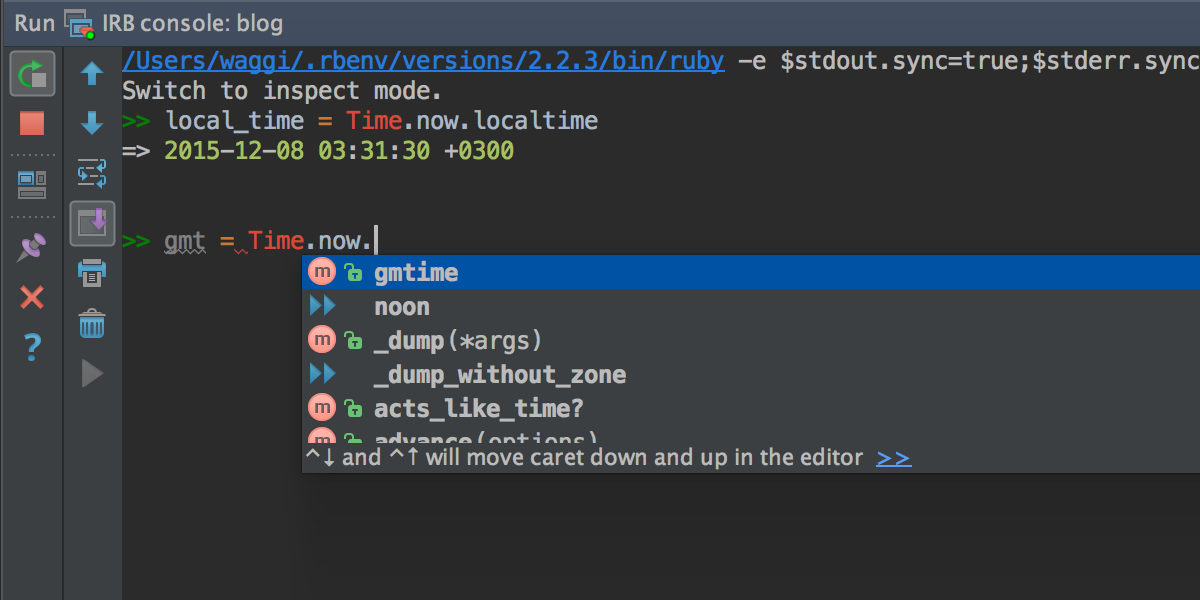 Run IRB console: blog
/Users/waggi/.rbenv/versions/2.2.3/bin/ruby -e $stdout.sync=true;$stderr.sync
Switch to inspect mode.
>> local_time = Time.now.localtime
=> 2015-12-08 03:31:30 +0300
>> gmt = Time.now.
m gmtime
noon
m _dump(*args)
_dump_without_zone
m acts_like_time?
m advance(options)
^↓ and ^↑ will move caret down and up in the editor >>
?